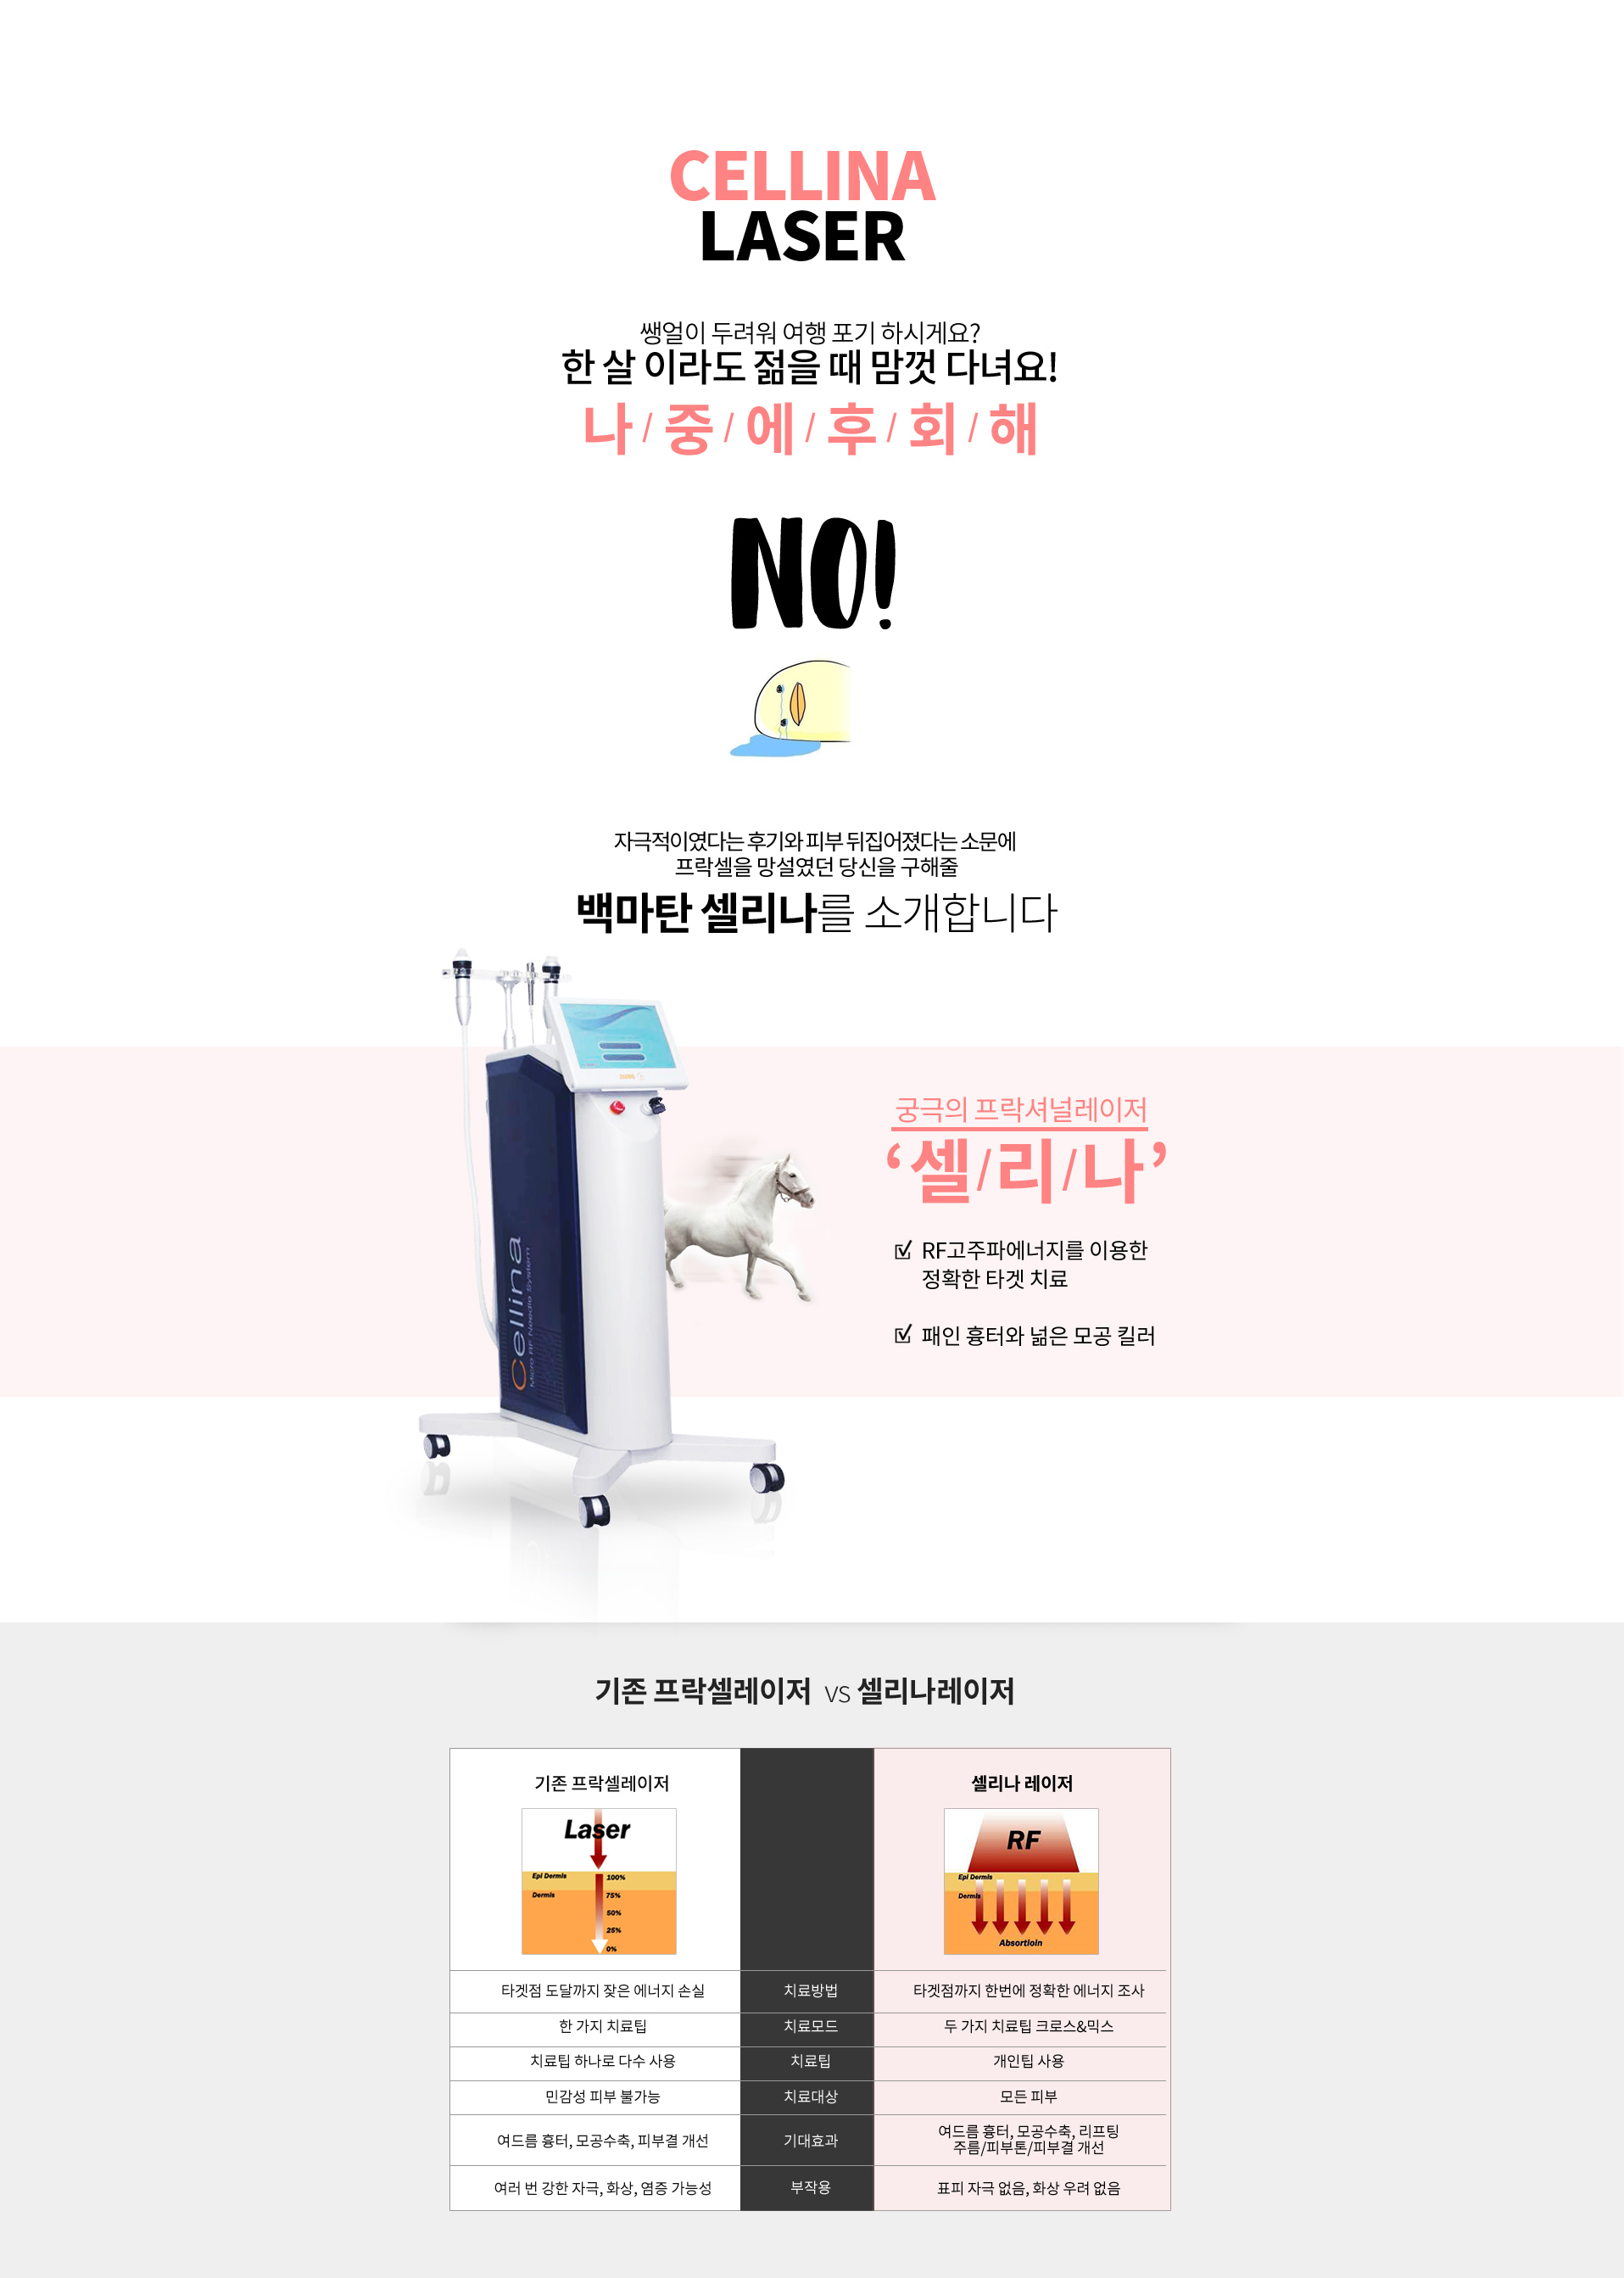 CELLINA
LASER
쌩얼이 두려워 여행 포기 하시게요?
한 살 이라도 젊을 때 맘껏 다녀요!
나/중/에/후/회/해
NO!
자극적이였다는 후기와 피부 뒤집어졌다는 소문에
프락셀을 망설였던 당신을 구해줄
백마탄 셀리나를 소개합니다
궁극의 프락셔널레이저
‘셀/리/나’
RF고주파에너지를 이용한
정확한 타겟 치료
패인 흉터와 넓은 모공 킬러
Cellina
Micro RF Needle System
기존 프락셀레이저 VS 셀리나레이저
기존 프락셀레이저
셀리나 레이저
Laser
Epi Dermis
100%
Dermis
75%
50%
25%
0%
RF
Epi Dermis
Dermis
Absortioin
타겟점 도달까지 잦은 에너지 손실 치료방법 타겟점까지 한번에 정확한 에너지 조사
한 가지 치료팁 치료모드 두 가지 치료팁 크로스&믹스
치료팁 하나로 다수 사용 치료팁 개인팁 사용
민감성 피부 불가능 치료대상 모든 피부
여드름 흉터, 모공수축, 피부결 개선 기대효과 여드름 흉터, 모공수축, 리프팅
주름/피부톤/피부결 개선
여러 번 강한 자극, 화상, 염증 가능성 부작용 표피 자극 없음, 화상 우려 없음